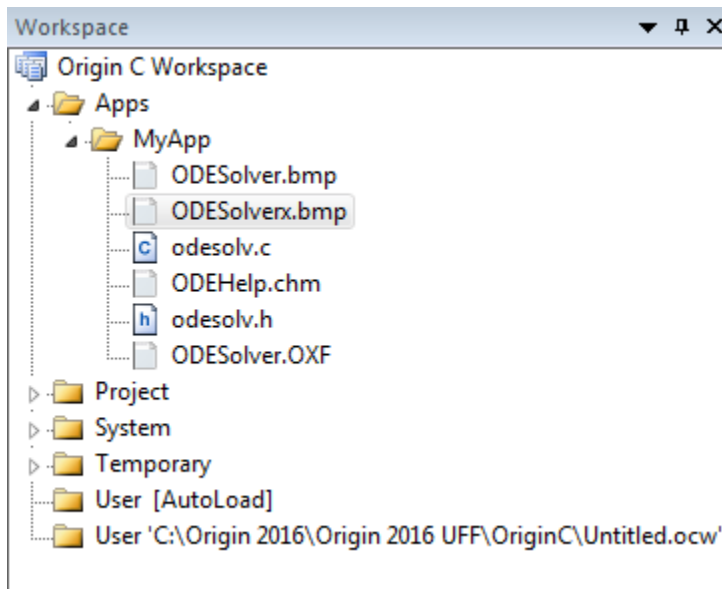 Workspace
Origin C Workspace
Apps
MyApp
ODESolver.bmp
ODESolverx.bmp
odesolv.c
ODEHelp.chm
odesolv.h
ODESolver.OXF
Project
System
Temporary
User [AutoLoad]
User 'C:\Origin 2016\Origin 2016 UFF\OriginC\Untitled.ocw'